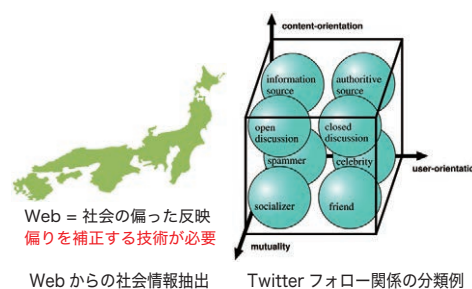 content-orientation
information
source
authoritive
source
open
discussion
closed
discussion
spammer
celebrity
user-orientatic
socializer
friend
mutuality
Web = 社会の偏った反映
偏りを補正する技術が必要
Web からの社会情報抽出
Twitter フォロー関係の分類例